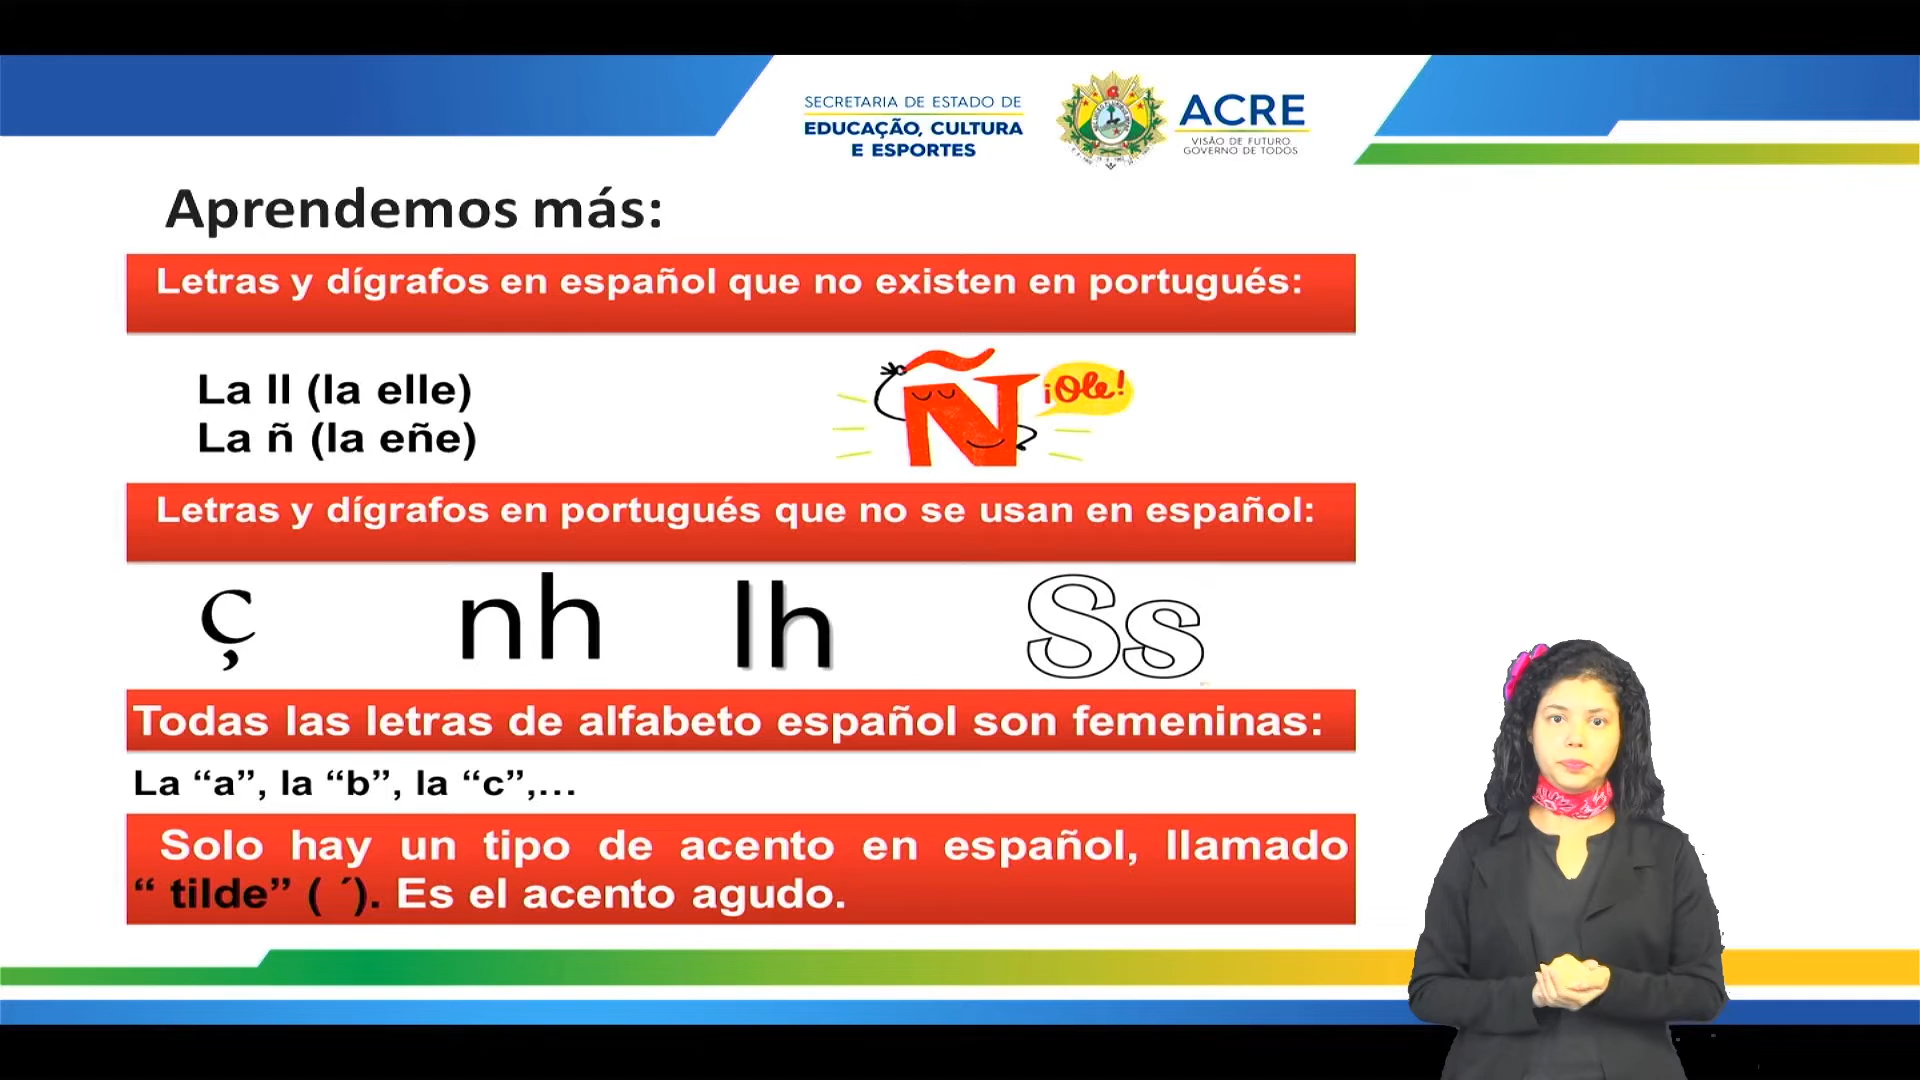 SECRETARIA DE ESTADO DE
EDUCAÇÃO, CULTURA
E ESPORTES
ACRE
VISÃO DE FUTURO
GOVERNO DE TODOS
Aprendemos más:
Letras y dígrafos en español que no existen en portugués:
La ll (la elle)
La ñ (la eñe)
Ñ
¡Ole!
Letras y dígrafos en portugués que no se usan en español:
ç nh lh Ss
Todas las letras de alfabeto español son femeninas:
La “a”, la “b”, la “c”,...
Solo hay un tipo de acento en español, llamado
“ tilde” ( ´). Es el acento agudo.